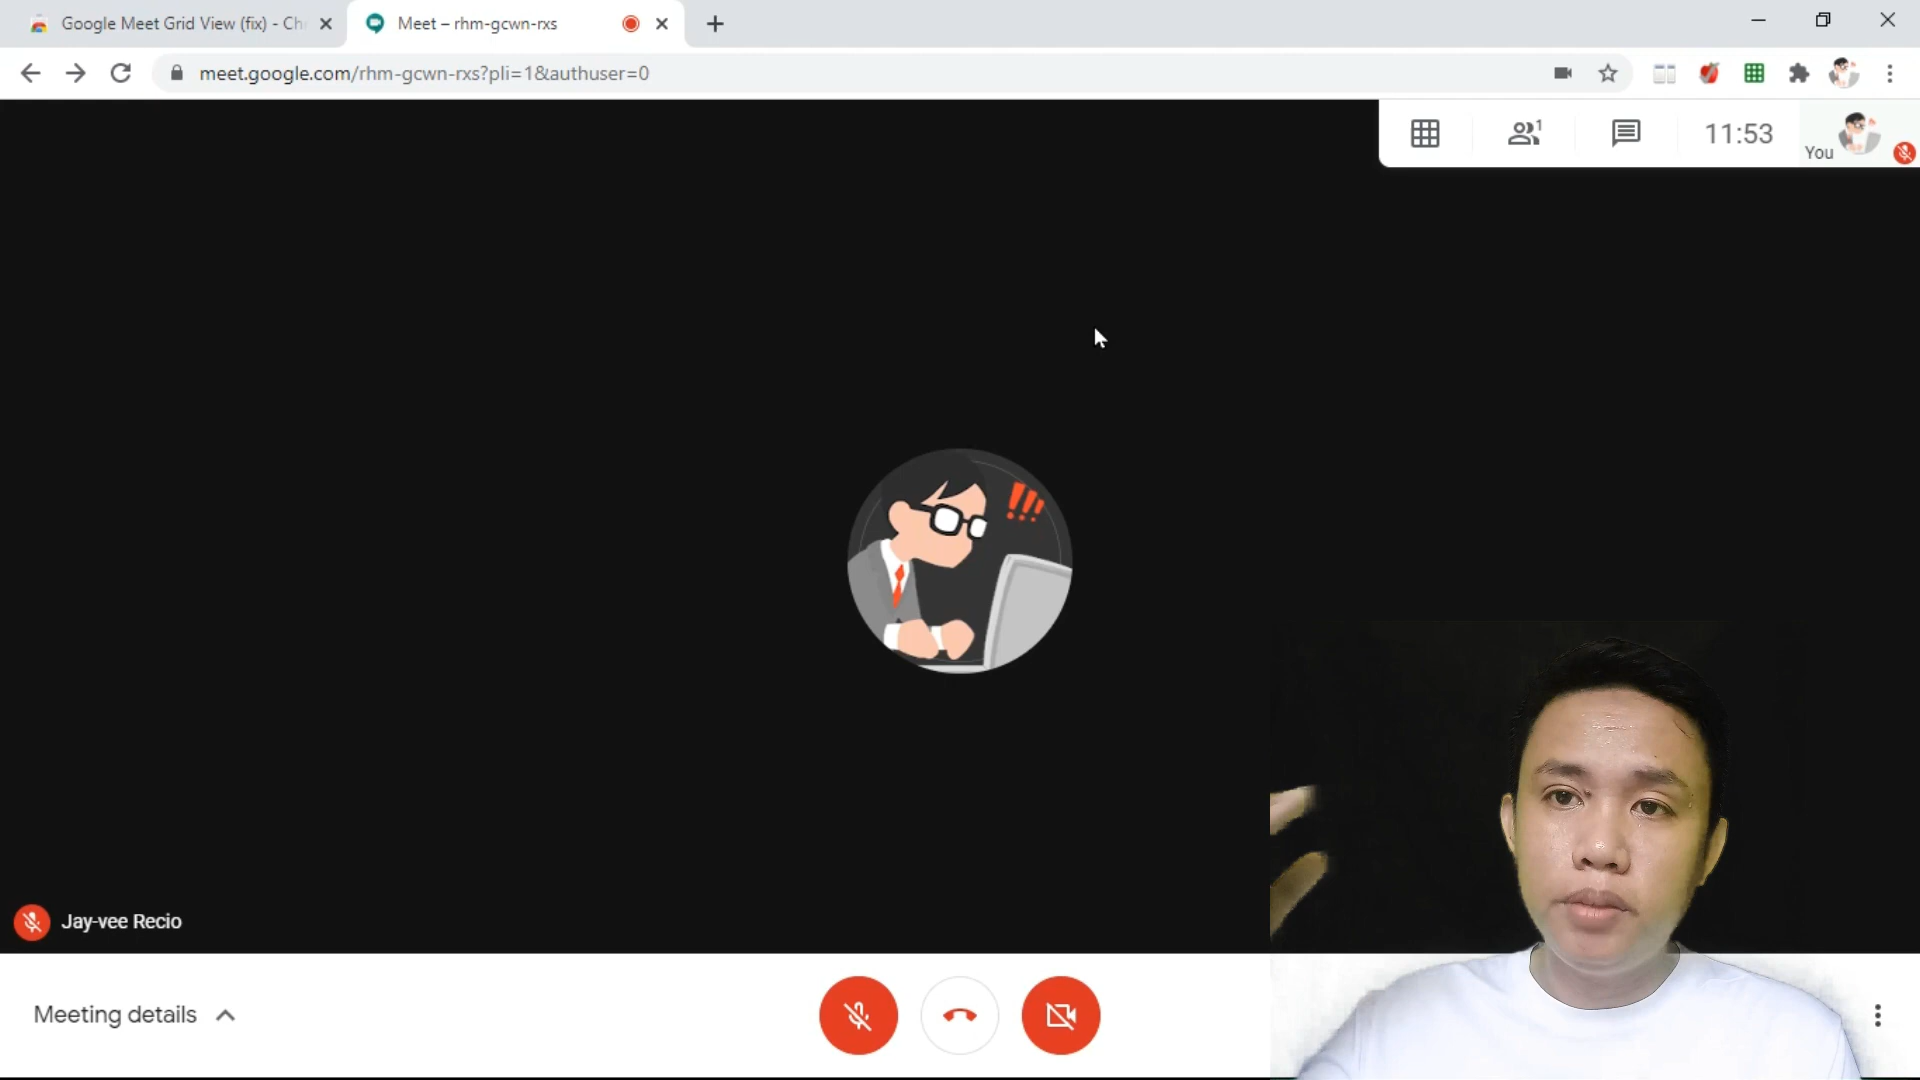 Google Meet Grid View (fix) - Ch
Meet – rhm-gcwn-rxs
meet.google.com/rhm-gcwn-rxs?pli=1&authuser=0
1
11:53
You
!!!
Jay-vee Recio
Meeting details